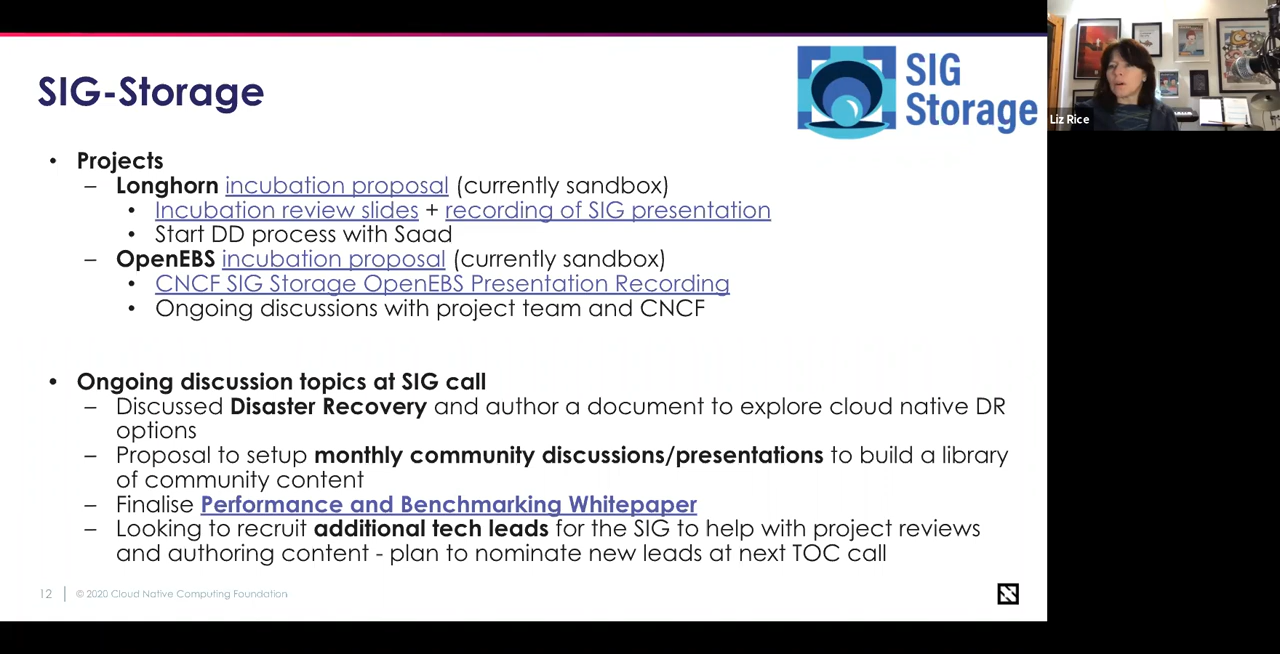 SIG-Storage
SIG
Storage
Liz Rice
• Projects
– Longhorn incubation proposal (currently sandbox)
• Incubation review slides + recording of SIG presentation
• Start DD process with Saad
– OpenEBS incubation proposal (currently sandbox)
• CNCF SIG Storage OpenEBS Presentation Recording
• Ongoing discussions with project team and CNCF
• Ongoing discussion topics at SIG call
– Discussed Disaster Recovery and author a document to explore cloud native DR
options
– Proposal to setup monthly community discussions/presentations to build a library
of community content
– Finalise Performance and Benchmarking Whitepaper
– Looking to recruit additional tech leads for the SIG to help with project reviews
and authoring content - plan to nominate new leads at next TOC call
12 | © 2020 Cloud Native Computing Foundation